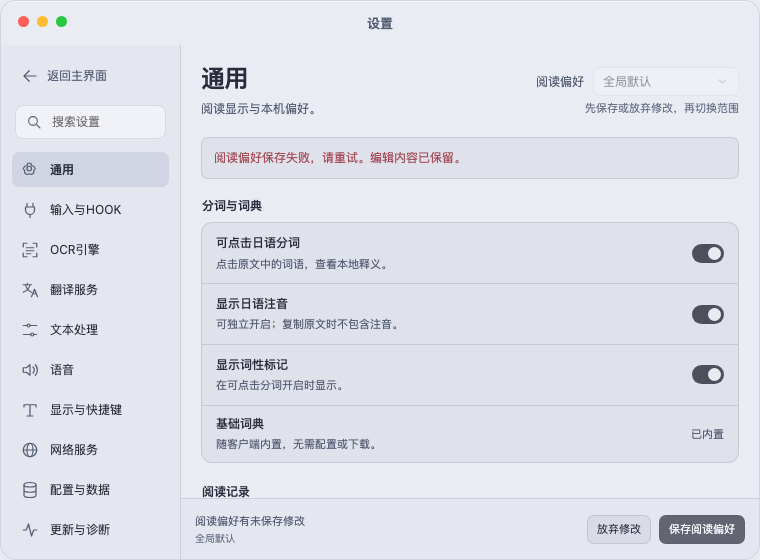 设置
返回主界面
搜索设置
通用
输入与HOOK
OCR引擎
翻译服务
文本处理
语音
显示与快捷键
网络服务
配置与数据
更新与诊断
通用
阅读显示与本机偏好。
阅读偏好
全局默认
先保存或放弃修改，再切换范围
阅读偏好保存失败，请重试。编辑内容已保留。
分词与词典
可点击日语分词
点击原文中的词语，查看本地释义。
显示日语注音
可独立开启；复制原文时不包含注音。
显示词性标记
在可点击分词开启时显示。
基础词典
随客户端内置，无需配置或下载。
已内置
阅读记录
阅读偏好有未保存修改
全局默认
放弃修改
保存阅读偏好